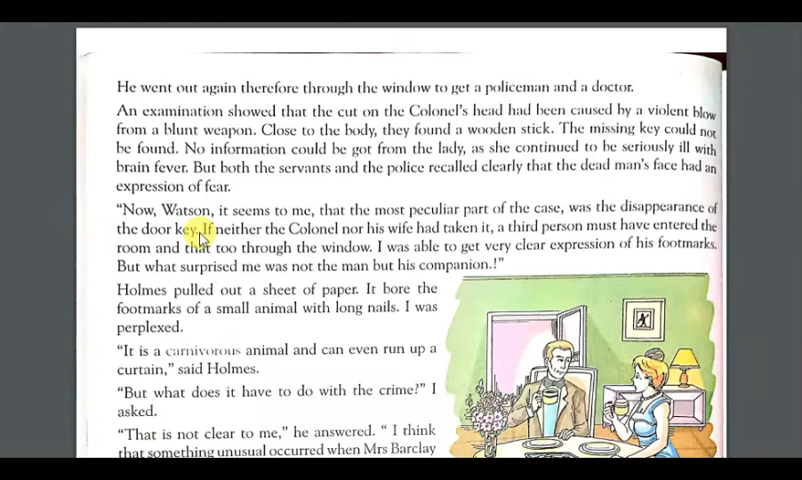 He went out again therefore through the window to get a policeman and a doctor.
An examination showed that the cut on the Colonel's head had been caused by a violent blow
from a blunt weapon. Close to the body, they found a wooden stick. The missing key could not
be found. No information could be got from the lady, as she continued to be seriously ill with
brain fever. But both the servants and the police recalled clearly that the dead man's face had an
expression of fear.
"Now, Watson, it seems to me, that the most peculiar part of the case, was the disappearance of
the door key. If neither the Colonel nor his wife had taken it, a third person must have entered the
room and that too through the window. I was able to get very clear expression of his footmarks.
But what surprised me was not the man but his companion.!"
Holmes pulled out a sheet of paper. It bore the
footmarks of a small animal with long nails. I was
perplexed.
"It is a carnivorous animal and can even run up a
curtain," said Holmes.
"But what does it have to do with the crime?" I
asked.
"That is not clear to me," he answered. " I think
that something unusual occurred when Mrs Barclay